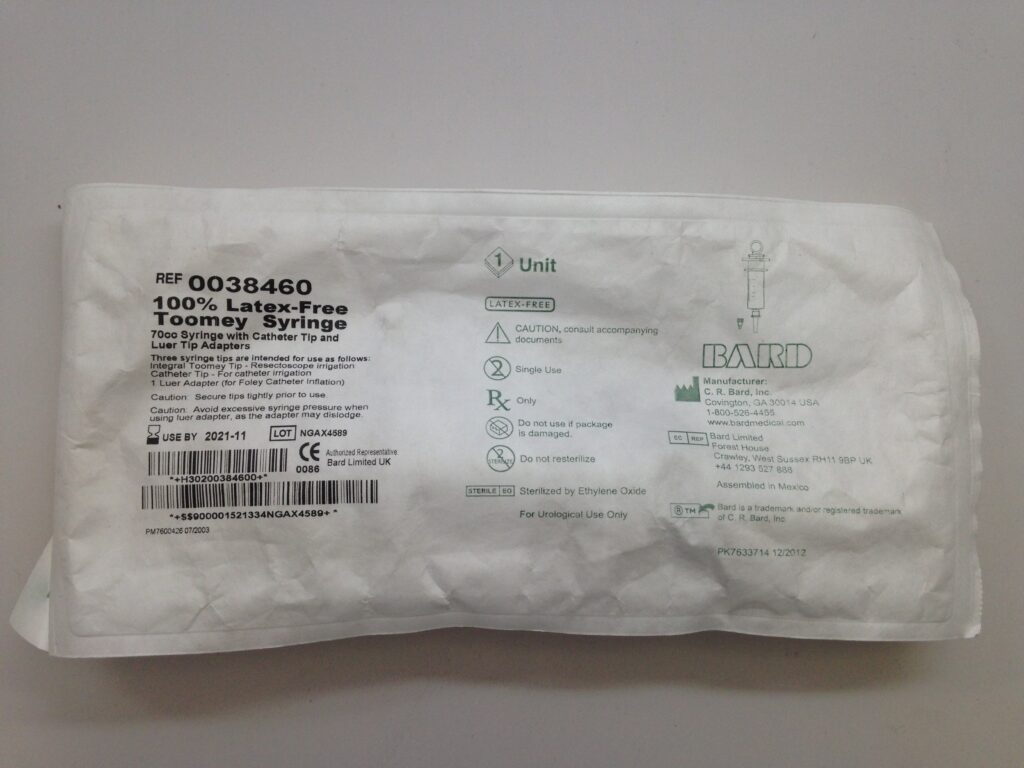 REF 0038460
100% Latex-Free
Toomey Syringe
70cc Syringe with Catheter Tip and
Luer Tip Adapters
Three syringe tips are intended for use as follows:
Integral Toomey Tip - Resectoscope irrigation
Catheter Tip - For catheter irrigation
1 Luer Adapter (for Foley Catheter Inflation)
Caution: Secure tips tightly prior to use.
Caution: Avoid excessive syringe pressure when
using luer adapter, as the adapter may dislodge.
USE BY 2021-11 LOT NGAX4589
CE
0086
Authorized Representative
Bard Limited UK
*+H30200384600+*
*+$$900001521334NGAX4589+*
PM7600426 07/2003
1 Unit
LATEX-FREE
CAUTION, consult accompanying
documents
2 Single Use
Rx Only
Do not use if package
is damaged.
2 STERILIZE Do not resterilize
STERILE EO Sterilized by Ethylene Oxide
For Urological Use Only
BARD
Manufacturer:
C. R. Bard, Inc.
Covington, GA 30014 USA
1-800-526-4455
www.bardmedical.com
EC REP Bard Limited
Forest House
Crawley, West Sussex RH11 9BP UK
+44 1293 527 888
Assembled in Mexico
® TM Bard is a trademark and/or registered trademark
of C. R. Bard, Inc.
PK7633714 12/2012